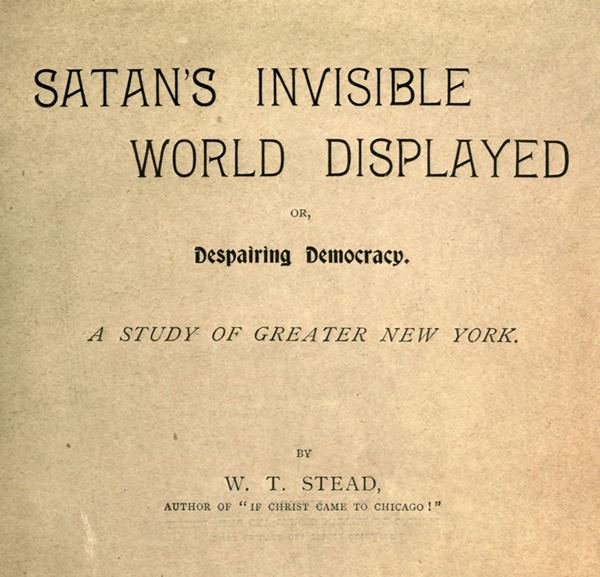 SATAN'S INVISIBLE
WORLD DISPLAYED
OR,
Despairing Democracy.
A STUDY OF GREATER NEW YORK.
BY
W. T. STEAD,
AUTHOR OF "IF CHRIST CAME TO CHICAGO!"